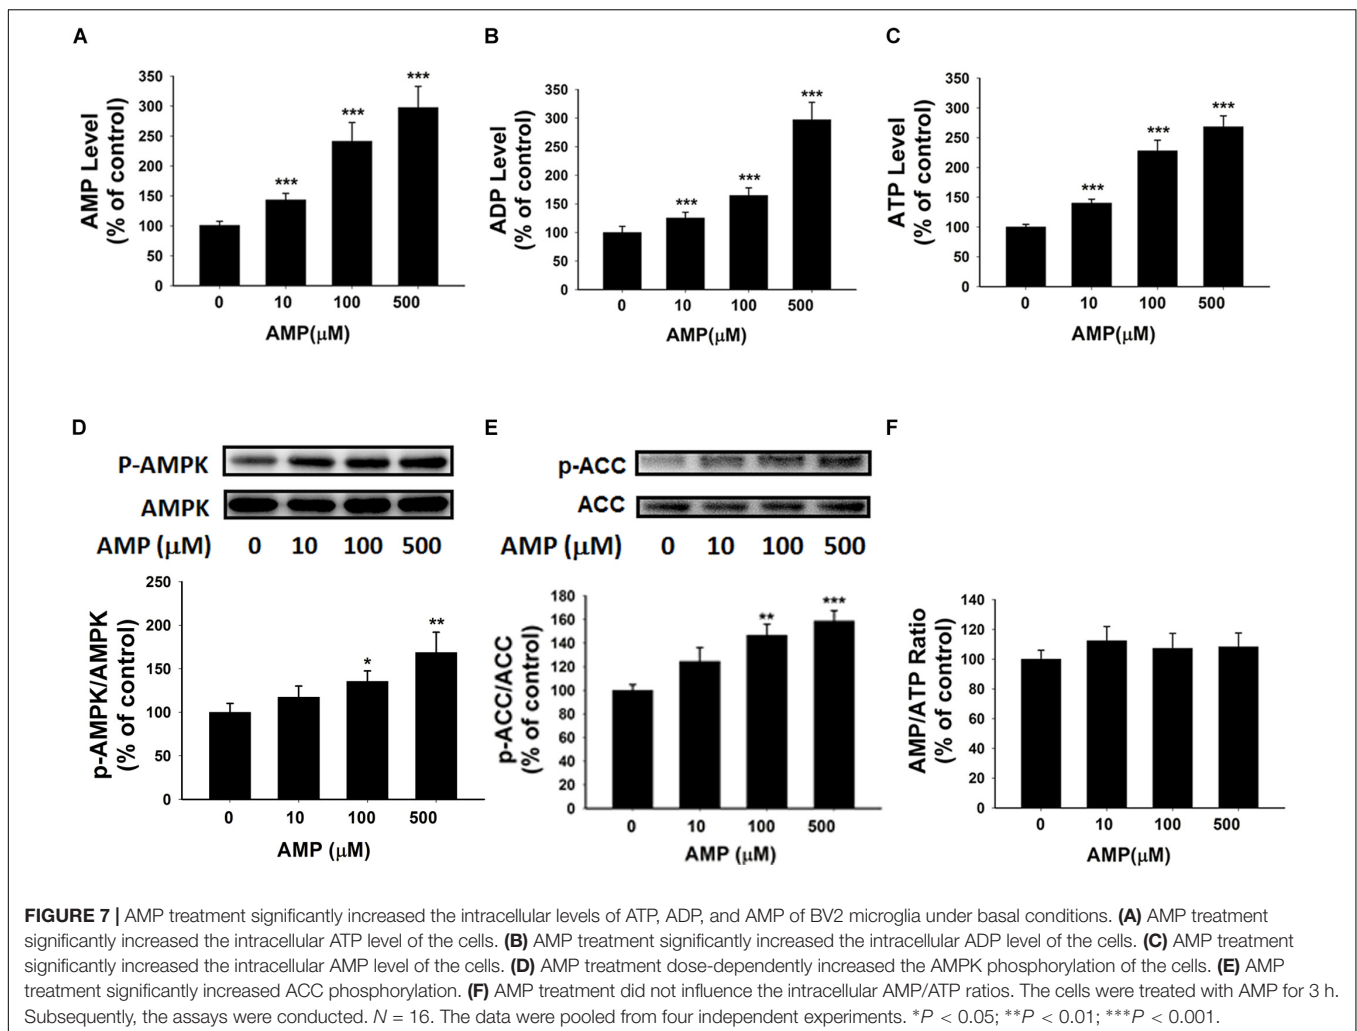 A
AMP Level
(% of control)
350
300
250
200
150
100
50
0
***
***
***
0 10 100 500
AMP(μM)
B
ADP Level
(% of control)
350
300
250
200
150
100
50
0
***
***
***
0 10 100 500
AMP(μM)
C
ATP Level
(% of control)
350
300
250
200
150
100
50
0
***
***
***
0 10 100 500
AMP(μM)
D
P-AMPK
AMPK
AMP (μM) 0 10 100 500
p-AMPK/AMPK
(% of control)
250
200
150
100
50
0
*
**
0 10 100 500
AMP (μM)
E
p-ACC
ACC
AMP (μM) 0 10 100 500
p-ACC/ACC
(% of control)
180
160
140
120
100
80
60
40
20
0
**
***
0 10 100 500
AMP (μM)
F
AMP/ATP Ratio
(% of control)
140
120
100
80
60
40
20
0
0 10 100 500
AMP(μM)
FIGURE 7 | AMP treatment significantly increased the intracellular levels of ATP, ADP, and AMP of BV2 microglia under basal conditions. (A) AMP treatment
significantly increased the intracellular ATP level of the cells. (B) AMP treatment significantly increased the intracellular ADP level of the cells. (C) AMP treatment
significantly increased the intracellular AMP level of the cells. (D) AMP treatment dose-dependently increased the AMPK phosphorylation of the cells. (E) AMP
treatment significantly increased ACC phosphorylation. (F) AMP treatment did not influence the intracellular AMP/ATP ratios. The cells were treated with AMP for 3 h.
Subsequently, the assays were conducted. N = 16. The data were pooled from four independent experiments. *P < 0.05; **P < 0.01; ***P < 0.001.